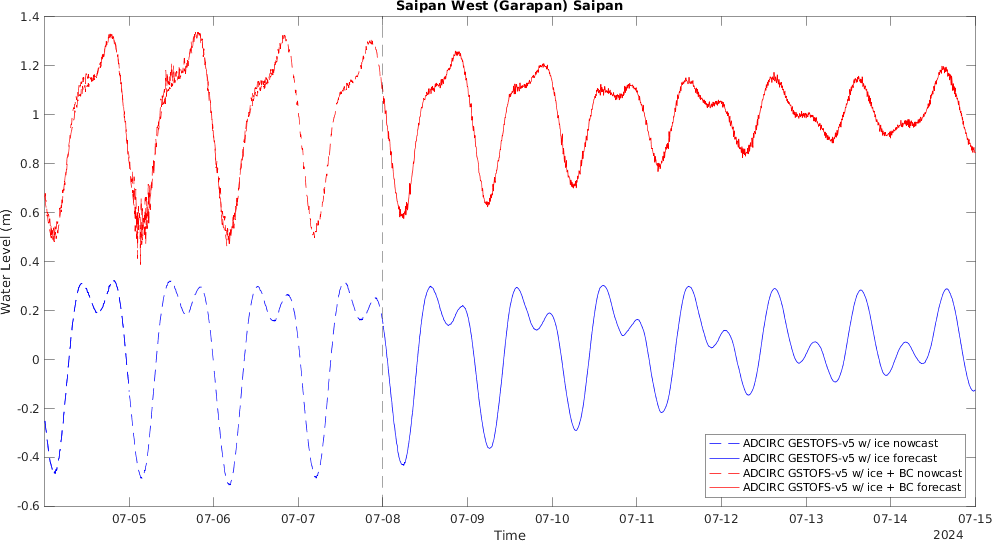 Saipan West (Garapan) Saipan
Water Level (m)
1.4
1.2
1
0.8
0.6
0.4
0.2
0
-0.2
-0.4
-0.6
ADCIRC GESTOFS-v5 w/ ice nowcast
ADCIRC GESTOFS-v5 w/ ice forecast
ADCIRC GSTOFS-v5 w/ ice + BC nowcast
ADCIRC GSTOFS-v5 w/ ice + BC forecast
07-05 07-06 07-07 07-08 07-09 07-10 07-11 07-12 07-13 07-14 07-15
Time
2024